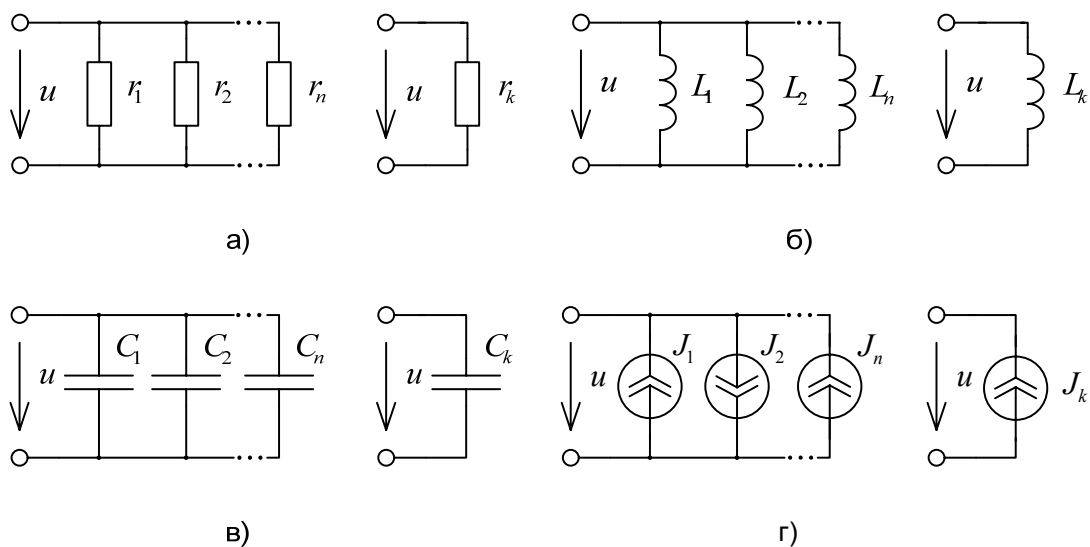 u r₁ r₂ rₙ u rₖ u L₁ L₂ Lₙ u Lₖ
а) б)
u C₁ C₂ Cₙ u Cₖ u J₁ J₂ Jₙ u Jₖ
в) г)